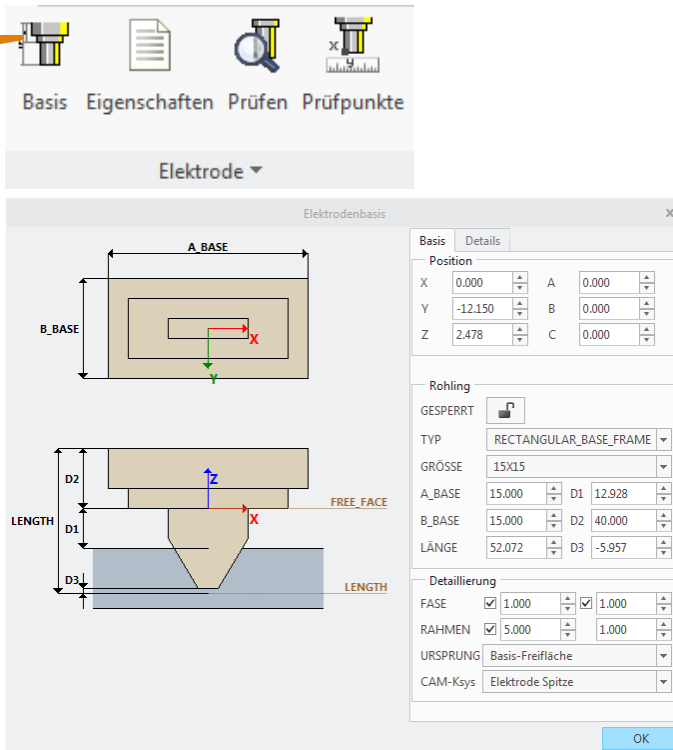 Basis Eigenschaften Prüfen Prüfpunkte
Elektrode
x
y
Elektrodenbasis
x
A_BASE
B_BASE
X
Y
D2
Z
FREE_FACE
X
LENGTH
D1
D3
LENGTH
Basis Details
Position
X 0.000 A 0.000
Y -12.150 B 0.000
Z 2.478 C 0.000
Rohling
GESPERRT
TYP RECTANGULAR_BASE_FRAME
GRÖSSE 15X15
A_BASE 15.000 D1 12.928
B_BASE 15.000 D2 40.000
LÄNGE 52.072 D3 -5.957
Detaillierung
FASE 1.000 1.000
RAHMEN 5.000 1.000
URSPRUNG Basis-Freifläche
CAM-Ksys Elektrode Spitze
OK